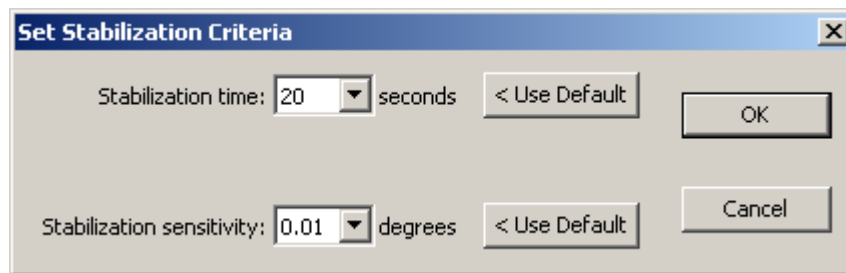 Set Stabilization Criteria
Stabilization time: 20 seconds < Use Default
OK
Stabilization sensitivity: 0.01 degrees < Use Default
Cancel